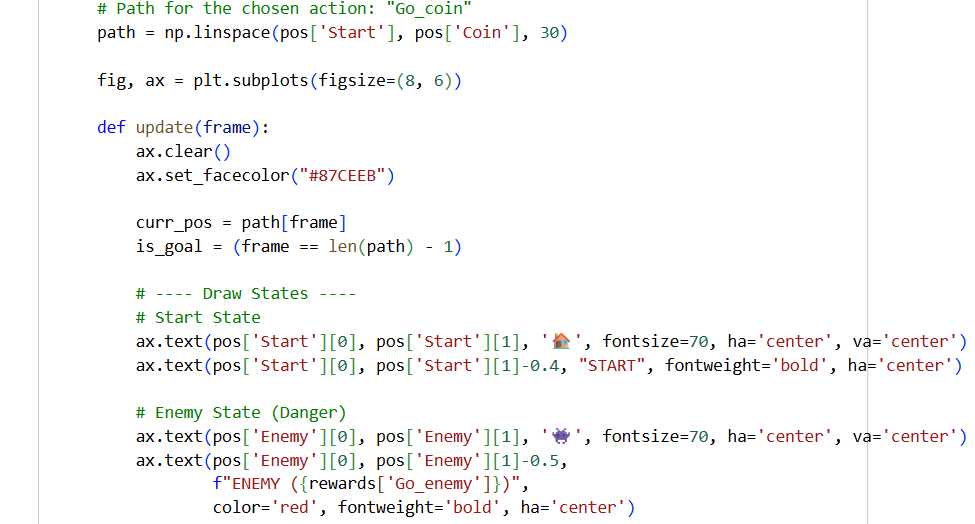 # Path for the chosen action: "Go_coin"
path = np.linspace(pos['Start'], pos['Coin'], 30)
fig, ax = plt.subplots(figsize=(8, 6))
def update(frame):
ax.clear()
ax.set_facecolor("#87CEEB")
curr_pos = path[frame]
is_goal = (frame == len(path) - 1)
# ---- Draw States ----
# Start State
ax.text(pos['Start'][0], pos['Start'][1], '🏠', fontsize=70, ha='center', va='center')
ax.text(pos['Start'][0], pos['Start'][1]-0.4, "START", fontweight='bold', ha='center')
# Enemy State (Danger)
ax.text(pos['Enemy'][0], pos['Enemy'][1], '👾', fontsize=70, ha='center', va='center')
ax.text(pos['Enemy'][0], pos['Enemy'][1]-0.5,
f"ENEMY ({rewards['Go_enemy']})",
color='red', fontweight='bold', ha='center')